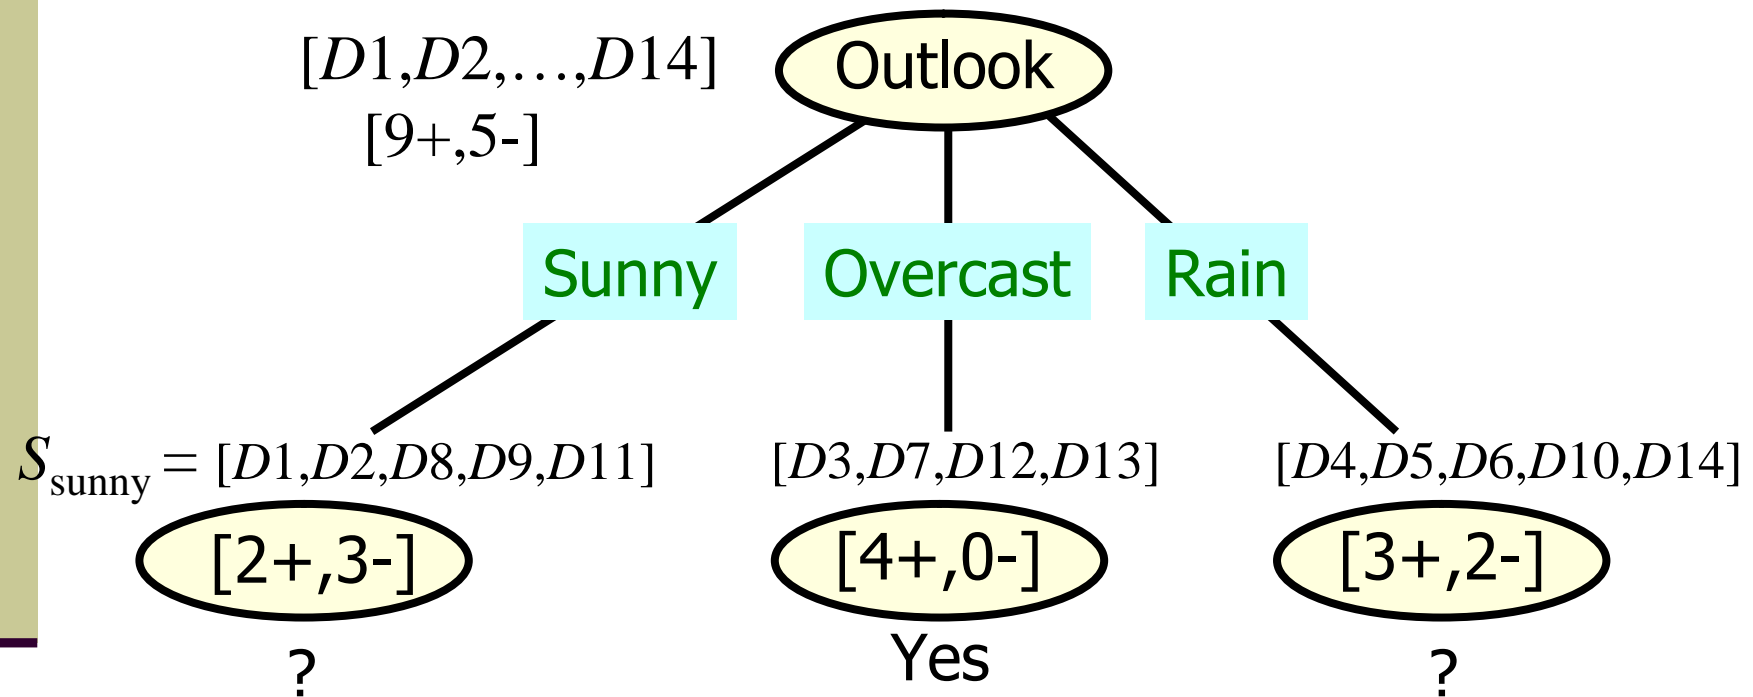 [D1,D2,…,D14]
Outlook
[9+,5-]
Sunny
Overcast
Rain
S_sunny = [D1,D2,D8,D9,D11]
[D3,D7,D12,D13]
[D4,D5,D6,D10,D14]
[2+,3-]
[4+,0-]
[3+,2-]
?
Yes
?